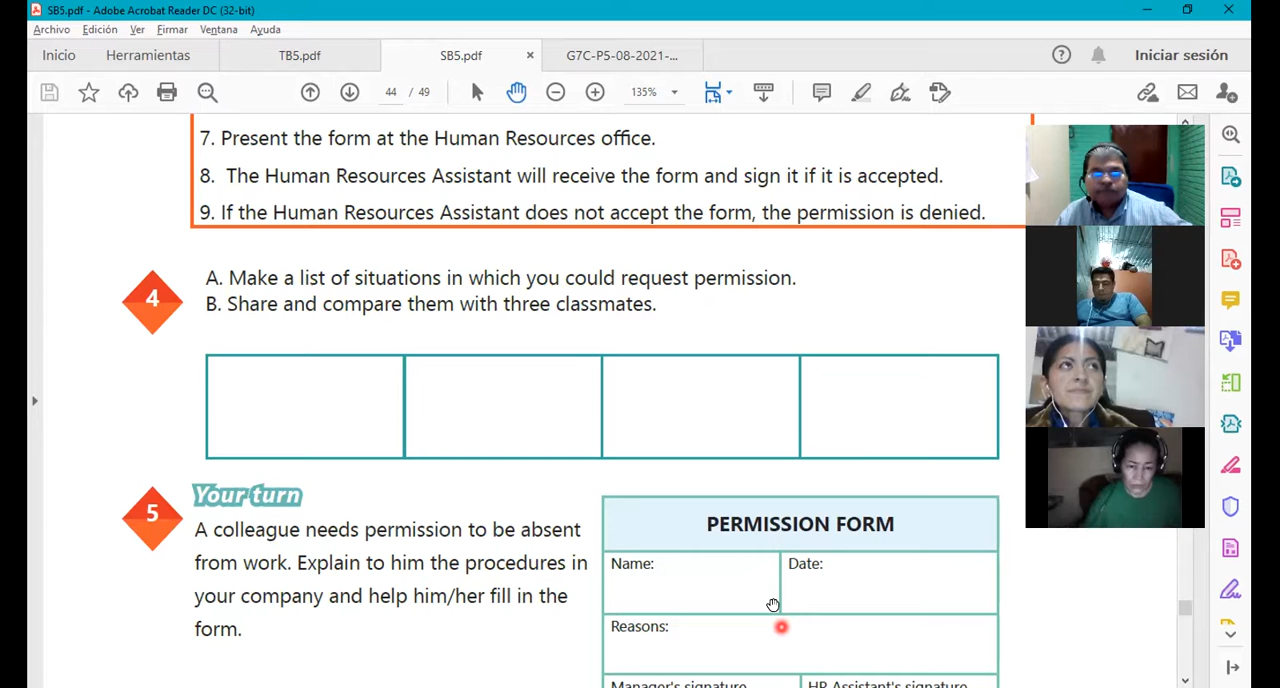 SB5.pdf - Adobe Acrobat Reader DC (32-bit)
Archivo Edición Ver Firmar Ventana Ayuda
Inicio Herramientas TB5.pdf SB5.pdf × G7C-P5-08-2021-... Iniciar sesión
44 / 49 135%
7. Present the form at the Human Resources office.
8. The Human Resources Assistant will receive the form and sign it if it is accepted.
9. If the Human Resources Assistant does not accept the form, the permission is denied.
4
A. Make a list of situations in which you could request permission.
B. Share and compare them with three classmates.
5
Your turn
A colleague needs permission to be absent
from work. Explain to him the procedures in
your company and help him/her fill in the
form.
PERMISSION FORM
Name: Date:
Reasons:
Manager's signature HR Assistant's signature